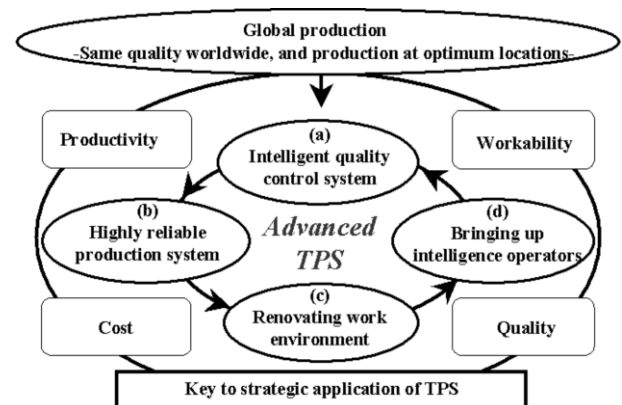 Global production
-Same quality worldwide, and production at optimum locations-
Productivity
Workability
(a)
Intelligent quality
control system
(b)
Highly reliable
production system
Advanced
TPS
(d)
Bringing up
intelligence operators
(c)
Renovating work
environment
Cost
Quality
Key to strategic application of TPS